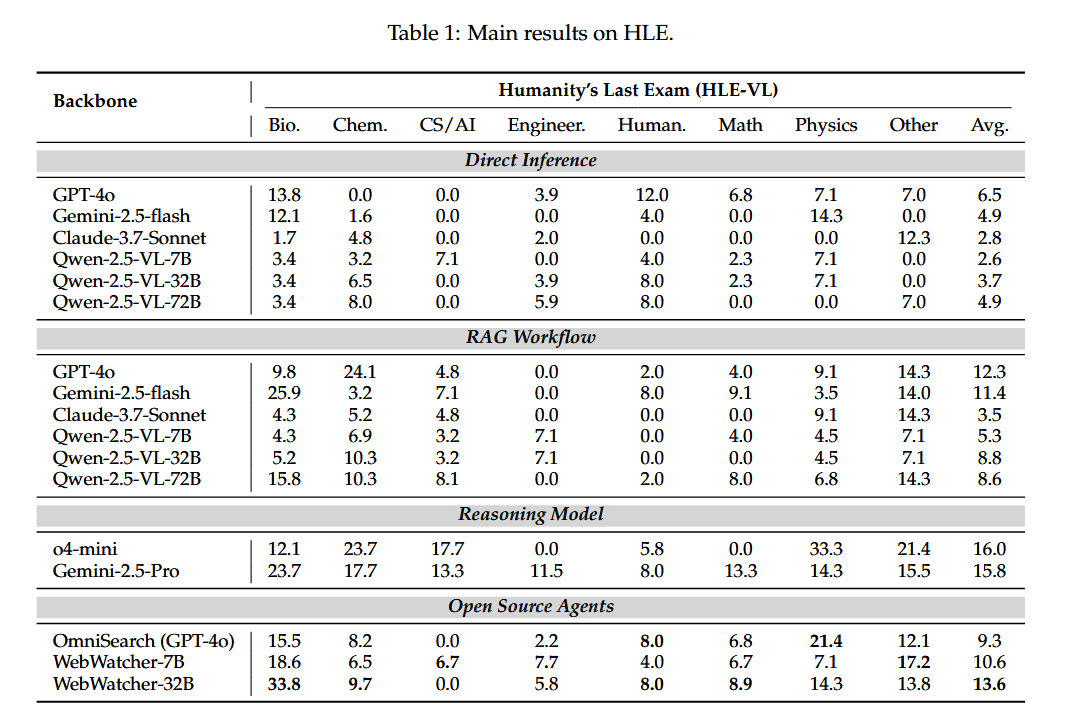 Table 1: Main results on HLE.
Backbone Humanity's Last Exam (HLE-VL)
Bio. Chem. CS/AI Engineer. Human. Math Physics Other Avg.
Direct Inference
GPT-4o 13.8 0.0 0.0 3.9 12.0 6.8 7.1 7.0 6.5
Gemini-2.5-flash 12.1 1.6 0.0 0.0 4.0 2.3 14.3 0.0 4.9
Claude-3.7-Sonnet 1.7 4.8 0.0 2.0 0.0 0.0 0.0 12.3 2.8
Qwen-2.5-VL-7B 3.4 3.2 7.1 0.0 4.0 2.3 7.1 0.0 2.6
Qwen-2.5-VL-32B 3.4 6.5 0.0 3.9 8.0 2.3 7.1 0.0 3.7
Qwen-2.5-VL-72B 3.4 8.0 0.0 5.9 8.0 0.0 0.0 7.0 4.9
RAG Workflow
GPT-4o 9.8 24.1 4.8 0.0 2.0 4.0 9.1 14.3 12.3
Gemini-2.5-flash 25.9 3.2 7.1 0.0 8.0 9.1 3.5 14.0 11.4
Claude-3.7-Sonnet 4.3 5.2 4.8 0.0 0.0 0.0 9.1 14.0 3.5
Qwen-2.5-VL-7B 4.3 6.9 3.2 7.1 0.0 4.0 4.5 7.1 5.3
Qwen-2.5-VL-32B 5.2 10.3 3.2 7.1 0.0 0.0 4.5 7.1 8.8
Qwen-2.5-VL-72B 15.8 10.3 8.1 0.0 2.0 8.0 6.8 14.3 8.6
Reasoning Model
o4-mini 12.1 23.7 17.7 0.0 5.8 0.0 33.3 21.4 16.0
Gemini-2.5-Pro 23.7 17.7 13.3 11.5 8.0 13.3 14.3 15.5 15.8
Open Source Agents
OmniSearch (GPT-4o) 15.5 8.2 0.0 2.2 8.0 6.8 21.4 12.1 9.3
WebWatcher-7B 18.6 6.5 6.7 7.7 4.0 6.7 7.1 17.2 10.6
WebWatcher-32B 33.8 9.7 0.0 5.8 8.0 8.9 14.3 13.8 13.6